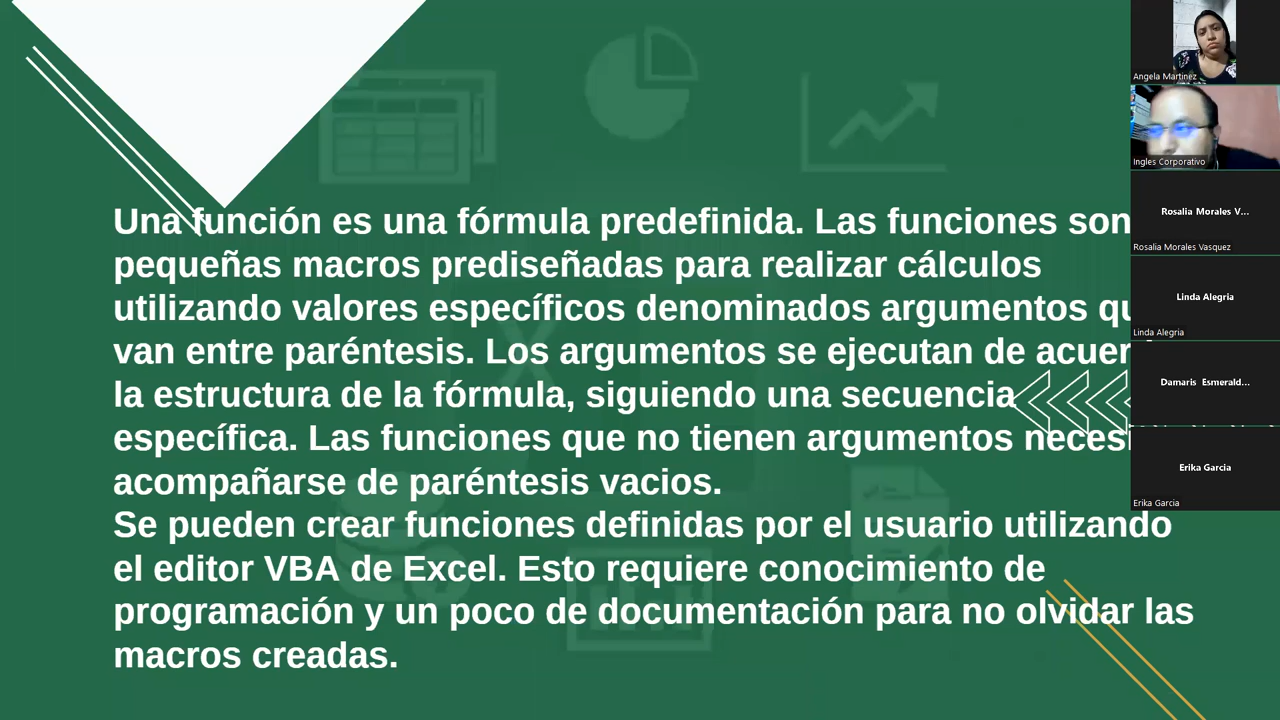 Una función es una fórmula predefinida. Las funciones son
pequeñas macros prediseñadas para realizar cálculos
utilizando valores específicos denominados argumentos
van entre paréntesis. Los argumentos se ejecutan de
la estructura de la fórmula, siguiendo una secuencia
específica. Las funciones que no tienen argumentos
acompañarse de paréntesis vacios.
Se pueden crear funciones definidas por el usuario utilizando
el editor VBA de Excel. Esto requiere conocimiento de
programación y un poco de documentación para no olvidar las
macros creadas.
Angela Martinez
Ingles Corporativo
Rosalia Morales V...
Rosalia Morales Vasquez
Linda Alegria
Linda Alegria
Damaris Esmerald...
Erika Garcia
Erika Garcia